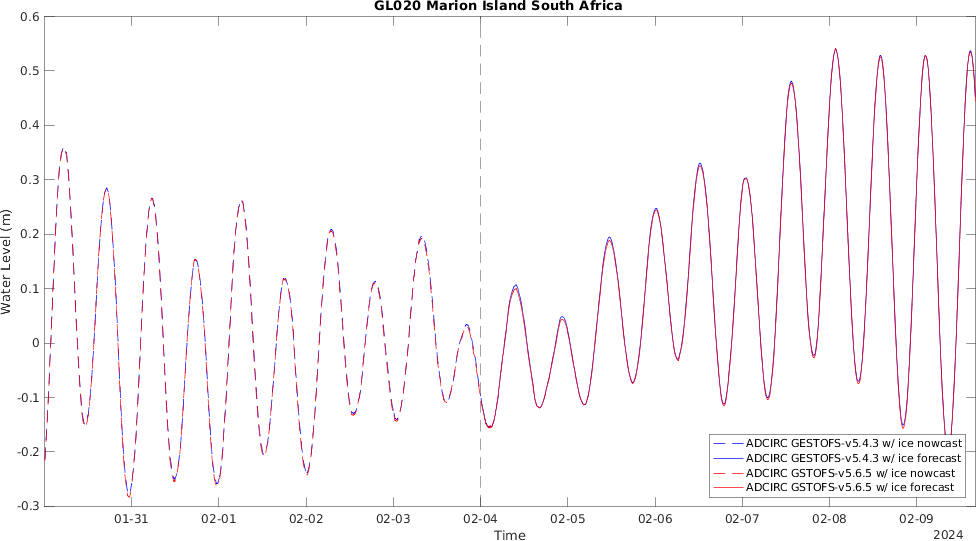 GL020 Marion Island South Africa
0.6
0.5
0.4
0.3
0.2
0.1
0
-0.1
-0.2
-0.3
Water Level (m)
ADCIRC GESTOFS-v5.4.3 w/ ice nowcast
ADCIRC GESTOFS-v5.4.3 w/ ice forecast
ADCIRC GSTOFS-v5.6.5 w/ ice nowcast
ADCIRC GSTOFS-v5.6.5 w/ ice forecast
01-31 02-01 02-02 02-03 02-04 02-05 02-06 02-07 02-08 02-09
Time
2024